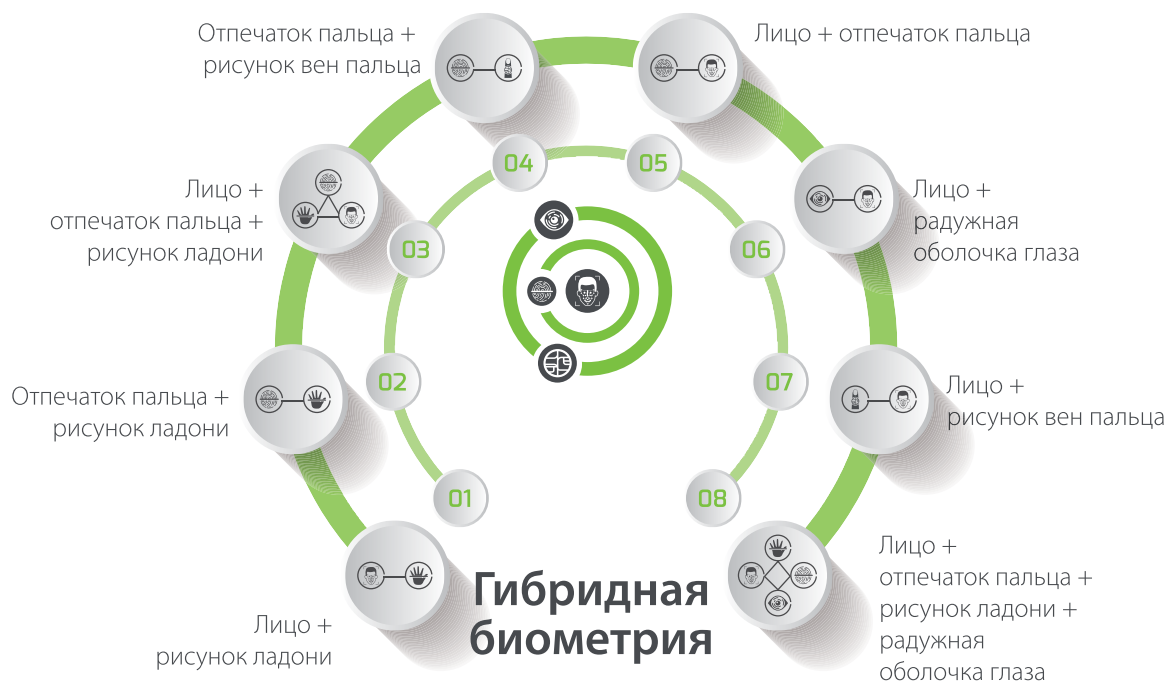 Отпечаток пальца +
рисунок вен пальца
Лицо + отпечаток пальца
04
05
Лицо +
отпечаток пальца +
рисунок ладони
Лицо +
радужная
оболочка глаза
03
06
02
07
Отпечаток пальца +
рисунок ладони
Лицо +
рисунок вен пальца
01
08
Лицо +
рисунок ладони
Гибридная
биометрия
Лицо +
отпечаток пальца +
рисунок ладони +
радужная
оболочка глаза